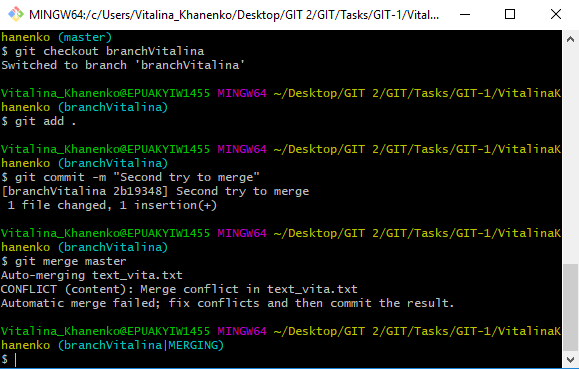 MINGW64:/c/Users/Vitalina_Khanenko/Desktop/GIT 2/GIT/Tasks/GIT-1/Vital...
hanenko (master)
$ git checkout branchVitalina
Switched to branch 'branchVitalina'
Vitalina_Khanenko@EPUAKYIW1455 MINGW64 ~/Desktop/GIT 2/GIT/Tasks/GIT-1/VitalinaK
hanenko (branchVitalina)
$ git add .
Vitalina_Khanenko@EPUAKYIW1455 MINGW64 ~/Desktop/GIT 2/GIT/Tasks/GIT-1/VitalinaK
hanenko (branchVitalina)
$ git commit -m "Second try to merge"
[branchVitalina 2b19348] Second try to merge
 1 file changed, 1 insertion(+)
Vitalina_Khanenko@EPUAKYIW1455 MINGW64 ~/Desktop/GIT 2/GIT/Tasks/GIT-1/VitalinaK
hanenko (branchVitalina)
$ git merge master
Auto-merging text_vita.txt
CONFLICT (content): Merge conflict in text_vita.txt
Automatic merge failed; fix conflicts and then commit the result.
Vitalina_Khanenko@EPUAKYIW1455 MINGW64 ~/Desktop/GIT 2/GIT/Tasks/GIT-1/VitalinaK
hanenko (branchVitalina|MERGING)
$